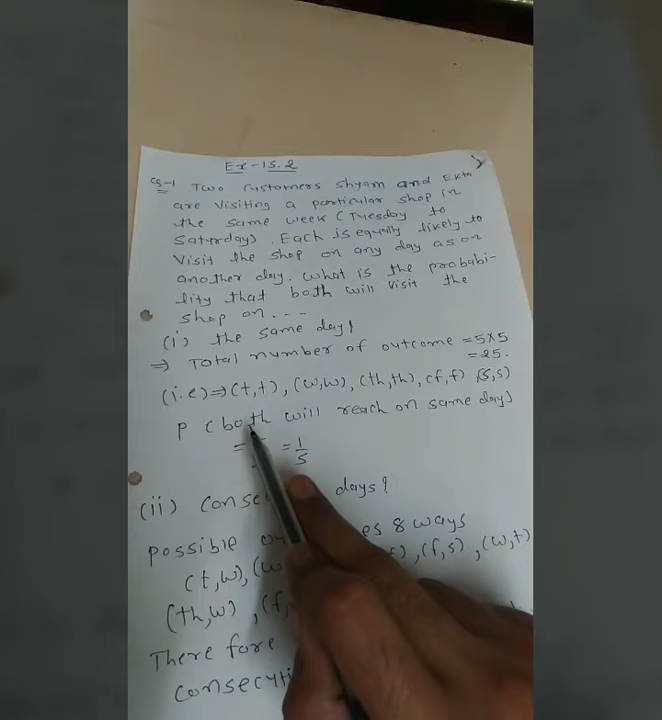 Ex-15.2
Q-1 Two customers Shyam and Ekta
are visiting a particular shop in
the same week (Tuesday to
Saturday). Each is equally likely to
visit the shop on any day as on
another day. What is the probabi-
lity that both will visit the
shop on...
(i) the same day?
⇒ Total number of outcome = 5×5
= 25.
(i.e) ⇒ (t,t), (w,w), (th,th), (f,f) (s,s)
P (both will reach on same day)
= = 1/5
(ii) days?
possible 8 ways
(t,w), , (f,s), (w,t)
(th,w),
There fore